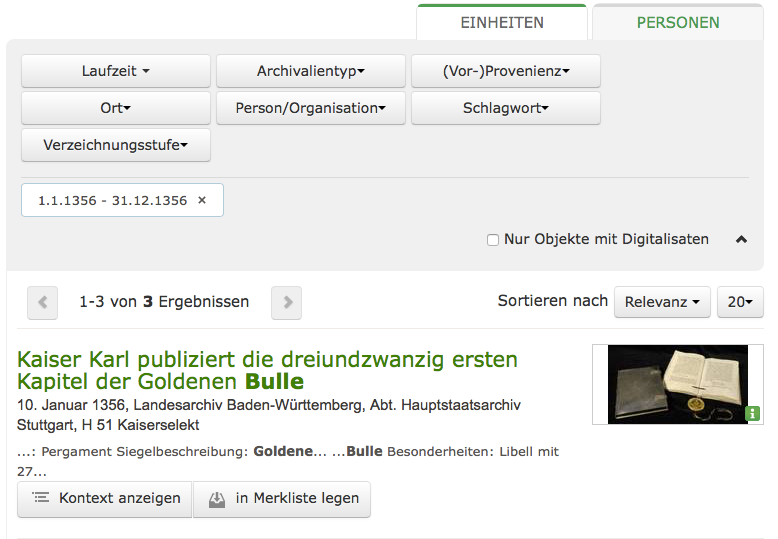 EINHEITEN PERSONEN
Laufzeit Archivalientyp (Vor-)Provenienz
Ort Person/Organisation Schlagwort
Verzeichnungsstufe
1.1.1356 - 31.12.1356 ×
Nur Objekte mit Digitalisaten
1-3 von 3 Ergebnissen Sortieren nach Relevanz 20
Kaiser Karl publiziert die dreiundzwanzig ersten
Kapitel der Goldenen Bulle
10. Januar 1356, Landesarchiv Baden-Württemberg, Abt. Hauptstaatsarchiv
Stuttgart, H 51 Kaiserselekt
...: Pergament Siegelbeschreibung: Goldene... ...Bulle Besonderheiten: Libell mit
27...
Kontext anzeigen in Merkliste legen